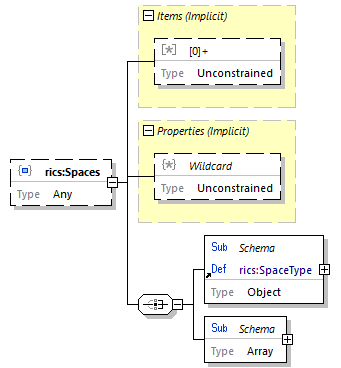 Items (Implicit)
[0]+
Type Unconstrained
Properties (Implicit)
Wildcard
Type Unconstrained
rics:Spaces
Type Any
Sub Schema
Def rics:SpaceType
Type Object
Sub Schema
Type Array